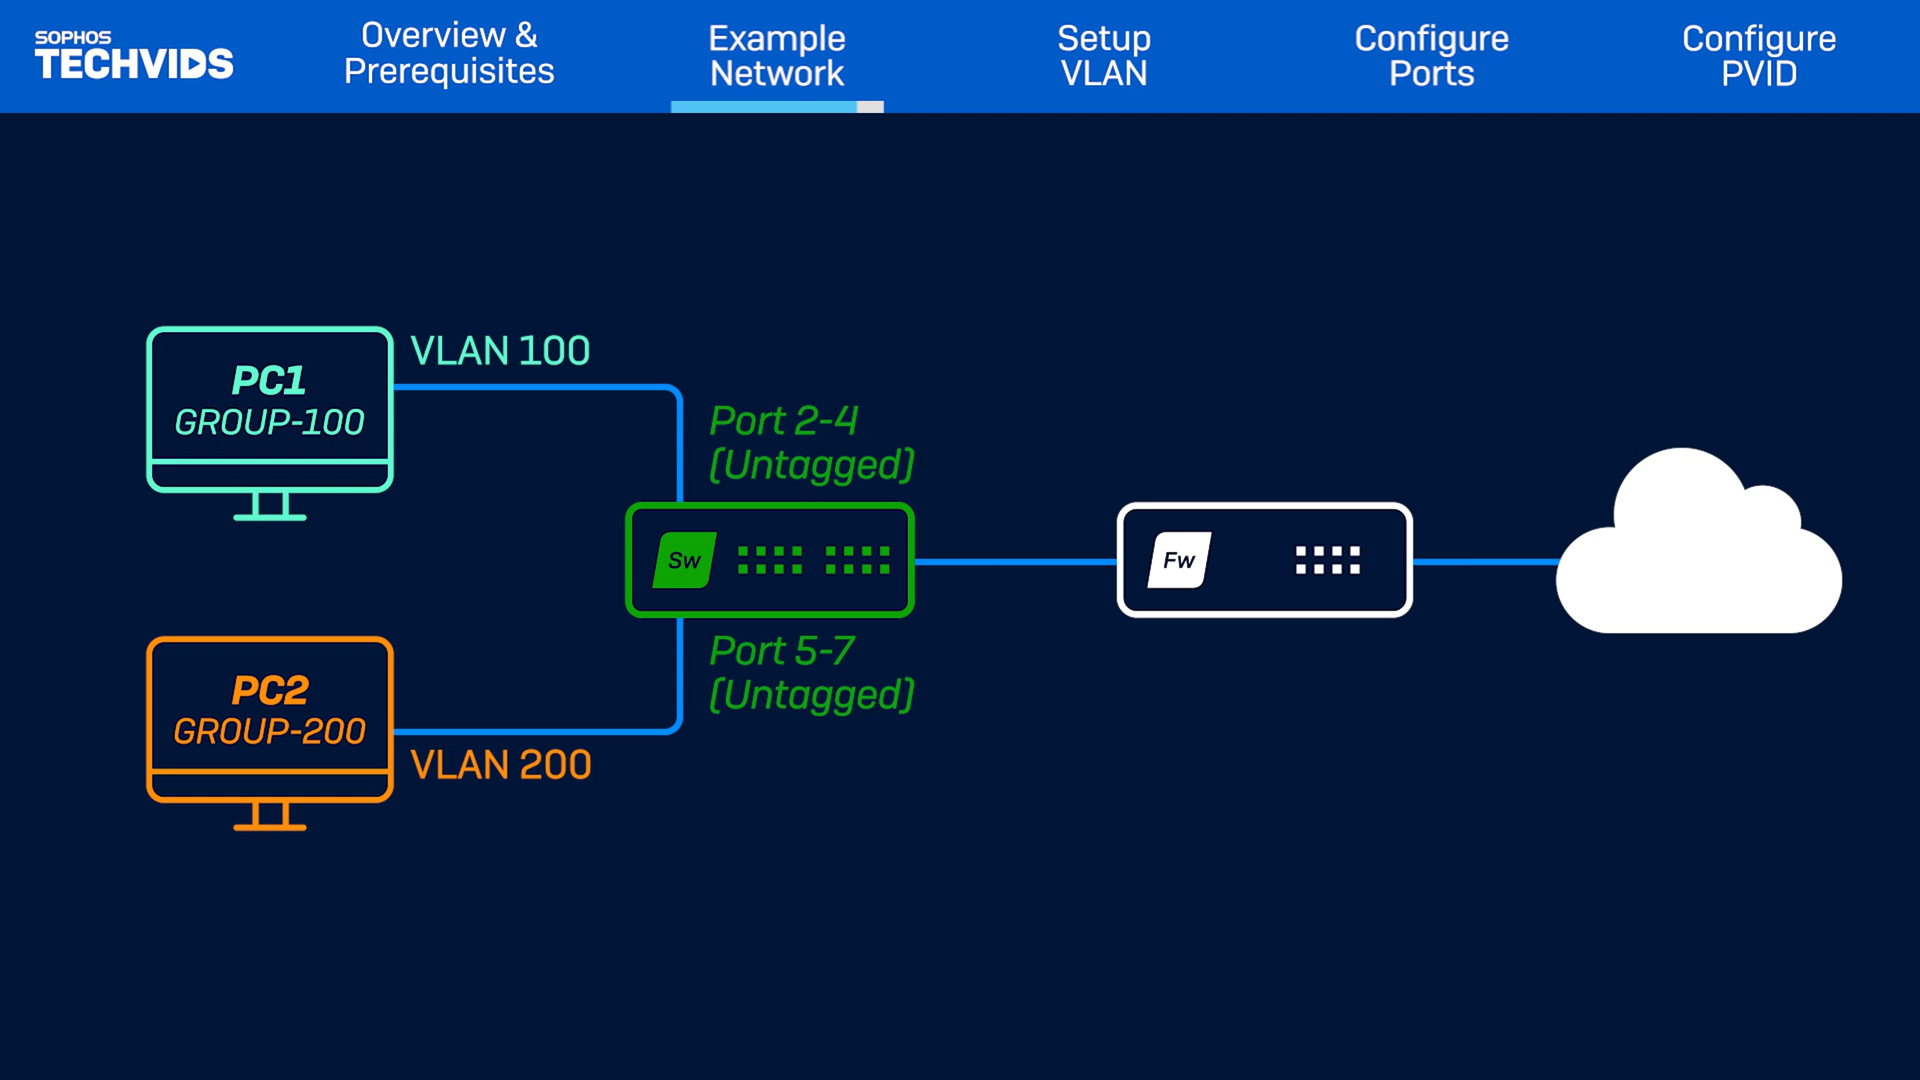 SOPHOS
TECHVIDS
Overview &
Prerequisites
Example
Network
Setup
VLAN
Configure
Ports
Configure
PVID
PC1
GROUP-100
VLAN 100
Port 2-4
(Untagged)
Sw
Fw
Port 5-7
(Untagged)
PC2
GROUP-200
VLAN 200